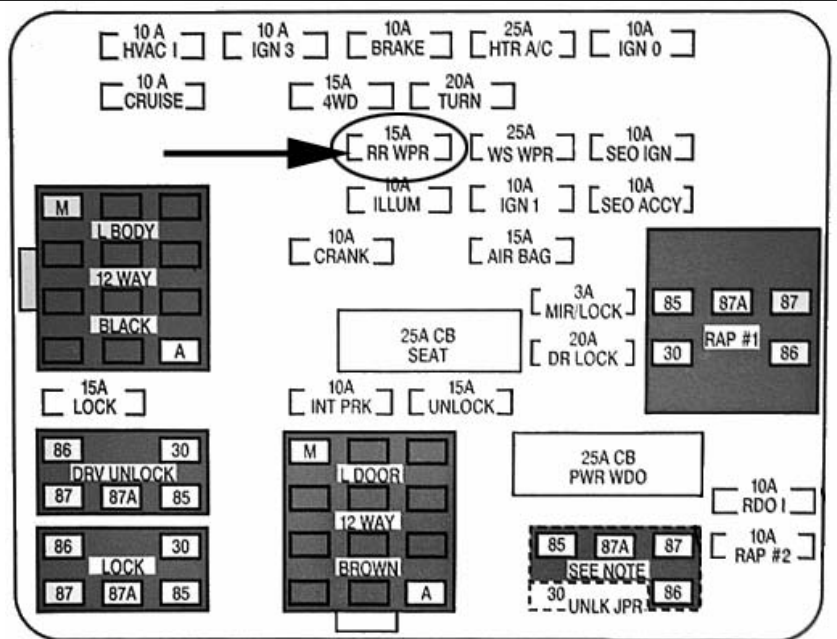 10 A
HVAC I
10 A
IGN 3
10A
BRAKE
25A
HTR A/C
10A
IGN 0
10 A
CRUISE
15A
4WD
20A
TURN
15A
RR WPR
25A
WS WPR
10A
SEO IGN
10A
ILLUM
10A
IGN 1
10A
SEO ACCY
10A
CRANK
15A
AIR BAG
M
L BODY
12 WAY
BLACK
A
3A
MIR/LOCK
20A
DR LOCK
25A CB
SEAT
85 87A 87
RAP #1
30 86
15A
LOCK
10A
INT PRK
15A
UNLOCK
86 30
DRV UNLOCK
87 87A 85
86 30
LOCK
87 87A 85
M
L DOOR
12 WAY
BROWN
A
25A CB
PWR WDO
10A
RDO I
10A
RAP #2
85 87A 87
SEE NOTE
30 86
UNLK JPR